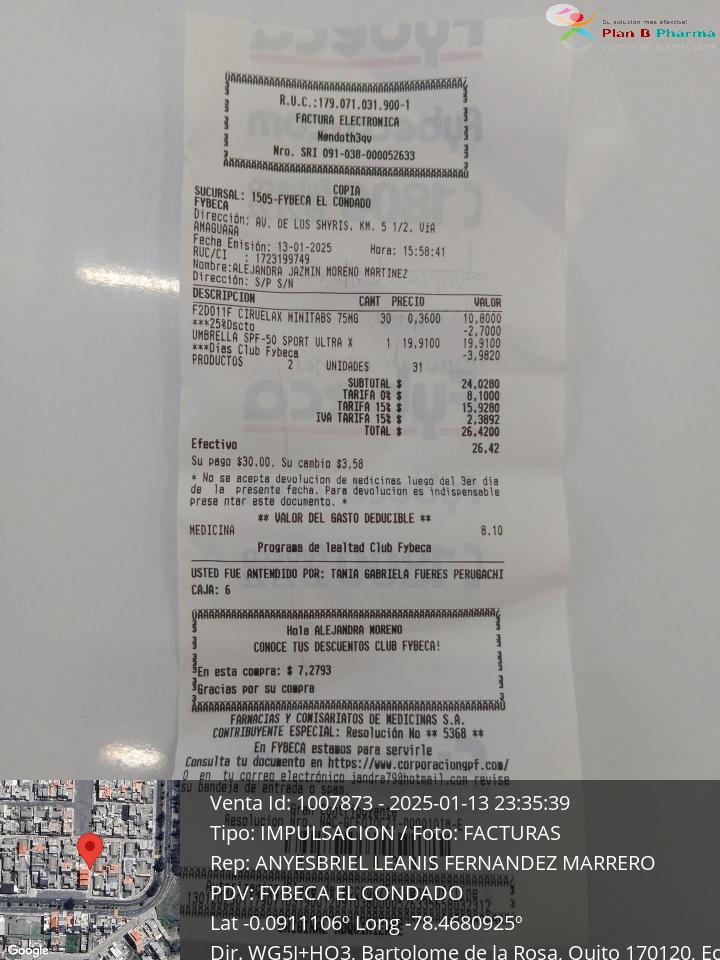 Su solución más efectiva!
Plan B Pharma
R.U.C.:179.071.031.900-1
FACTURA ELECTRONICA
Nendoth3qv
Nro. SRI 091-038-000052633
COPIA
SUCURSAL: 1505-FYBECA EL CONDADO
FYBECA
Dirección: AV. DE LOS SHYRIS, KM. 5 1/2, VíA
AMAGUAÑA
Fecha Emisión: 13-01-2025 Hora: 15:58:41
RUC/CI : 1723199749
Nombre:ALEJANDRA JAZMIN MORENO MARTINEZ
Dirección: S/P S/N
DESCRIPCION CANT PRECIO VALOR
F2D011F CIRUELAX MINITABS 75MG 30 0,3600 10,8000
***25%Dscto -2,7000
UMBRELLA SPF-50 SPORT ULTRA X 1 19,9100 19,9100
***Días Club Fybeca -3,9820
PRODUCTOS 2 UNIDADES 31
SUBTOTAL $ 24,0280
TARIFA 0% $ 8,1000
TARIFA 15% $ 15,9280
IVA TARIFA 15% $ 2,3892
TOTAL $ 26,4200
Efectivo 26,42
Su pago $30,00. Su cambio $3,58
* No se acepta devolucion de medicinas luego del 3er dia
de la presente fecha. Para devolucion es indispensable
prese ntar este documento. *
** VALOR DEL GASTO DEDUCIBLE **
MEDICINA 8.10
Programa de lealtad Club Fybeca
USTED FUE ANTENDIDO POR: TANIA GABRIELA FUERES PERUGACHI
CAJA: 6
Hola ALEJANDRA MORENO
CONOCE TUS DESCUENTOS CLUB FYBECA!
En esta compra: $ 7,2793
Gracias por su compra
FARMACIAS Y COMISARIATOS DE MEDICINAS S.A.
CONTRIBUYENTE ESPECIAL: Resolución No ** 5368 **
En FYBECA estamos para servirle
Consulta tu documento en https://www.corporaciongpf.com/
O en tu correo electrónico jandra79@hotmail.com revise
su bandeja de entrada o spam.
Venta Id: 1007873 - 2025-01-13 23:35:39
Tipo: IMPULSACION / Foto: FACTURAS
Rep: ANYESBRIEL LEANIS FERNANDEZ MARRERO
PDV: FYBECA EL CONDADO
Lat -0.0911106º Long -78.4680925º
Dir. WG5J+HQ3, Bartolome de la Rosa, Quito 170120, Ec
Google